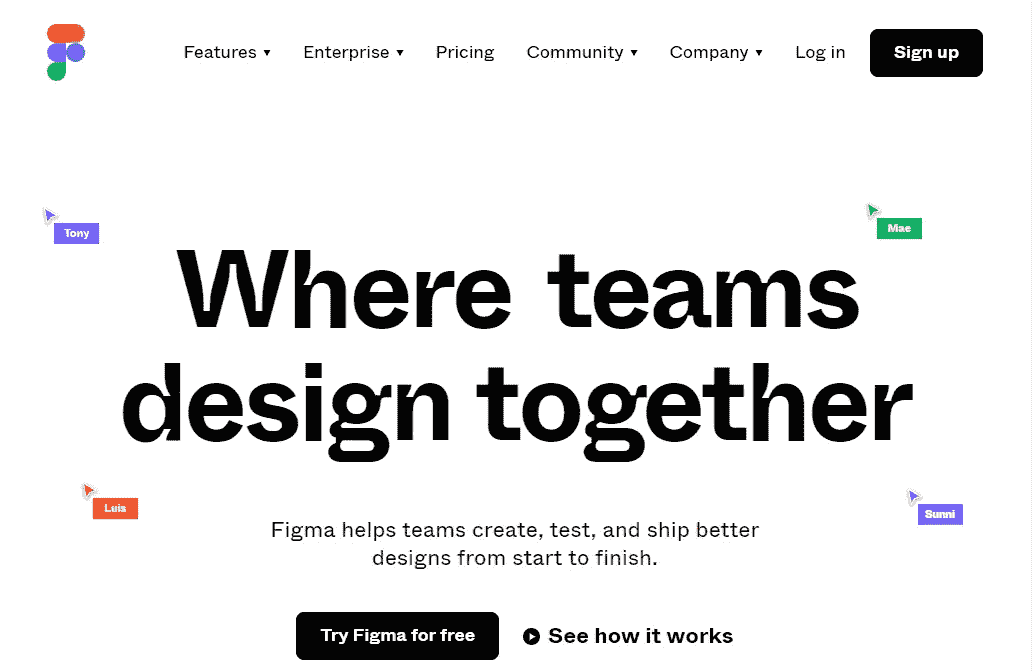 Features Enterprise Pricing Community Company Log in Sign up
Tony
Mae
Where teams
design together
Luis
Sunni
Figma helps teams create, test, and ship better
designs from start to finish.
Try Figma for free See how it works